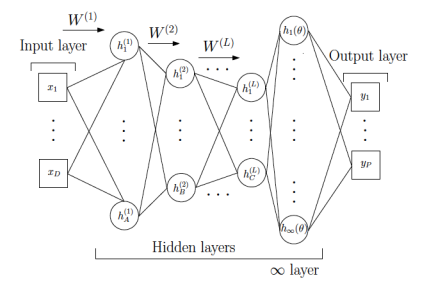 W^{(1)}
W^{(2)}
W^{(L)}
Input layer
Output layer
h_1^{(1)}
h_1^{(2)}
h_1^{(L)}
h_1(θ)
x_1
y_1
x_D
y_P
h_A^{(1)}
h_B^{(2)}
h_C^{(L)}
h_∞(θ)
Hidden layers
∞ layer